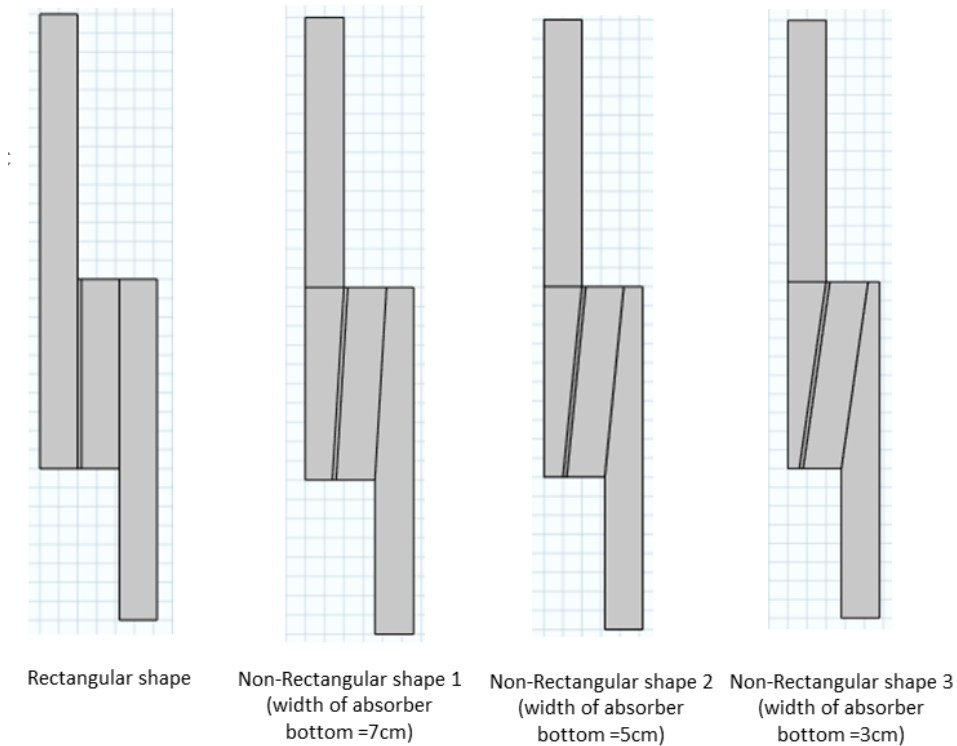 Rectangular shape
Non-Rectangular shape 1
(width of absorber
bottom =7cm)
Non-Rectangular shape 2
(width of absorber
bottom =5cm)
Non-Rectangular shape 3
(width of absorber
bottom =3cm)